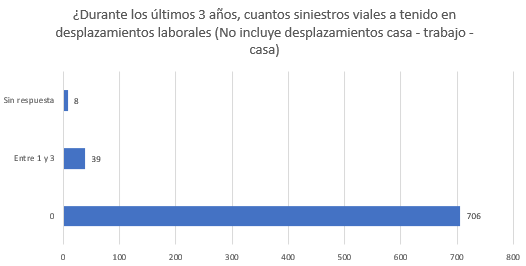 ¿Durante los últimos 3 años, cuantos siniestros viales a tenido en
desplazamientos laborales (No incluye desplazamientos casa - trabajo -
casa)
Sin respuesta
8
Entre 1 y 3
39
0
706
0 100 200 300 400 500 600 700 800